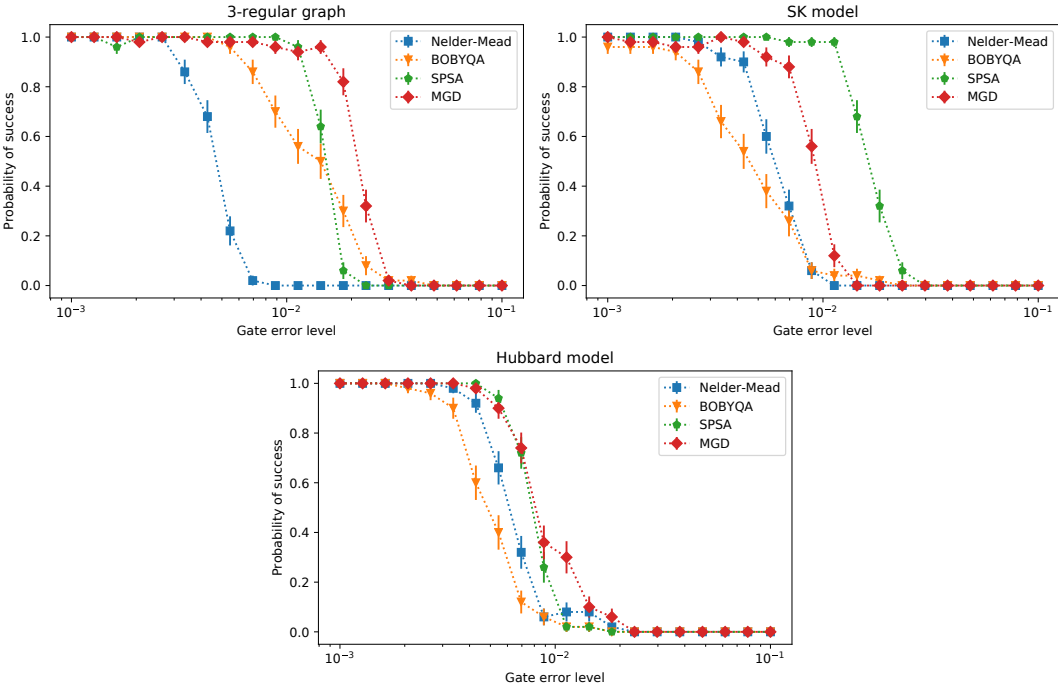 3-regular graph
Probability of success
1.0
0.8
0.6
0.4
0.2
0.0
Nelder-Mead
BOBYQA
SPSA
MGD
10⁻³
10⁻²
10⁻¹
Gate error level
SK model
Probability of success
1.0
0.8
0.6
0.4
0.2
0.0
Nelder-Mead
BOBYQA
SPSA
MGD
10⁻³
10⁻²
10⁻¹
Gate error level
Hubbard model
Probability of success
1.0
0.8
0.6
0.4
0.2
0.0
Nelder-Mead
BOBYQA
SPSA
MGD
10⁻³
10⁻²
10⁻¹
Gate error level